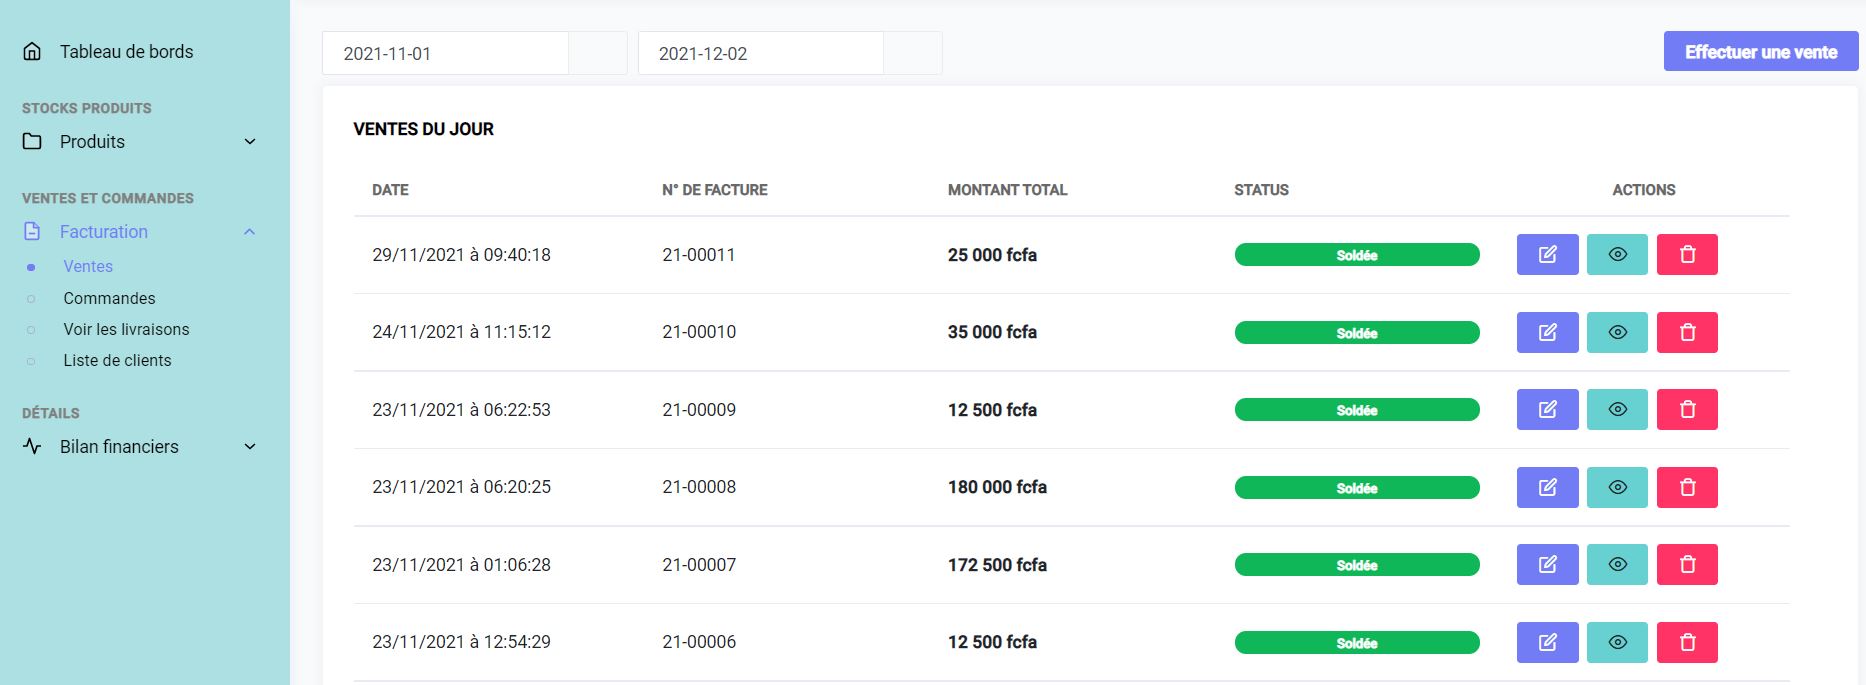 Tableau de bords
STOCKS PRODUITS
Produits
VENTES ET COMMANDES
Facturation
Ventes
Commandes
Voir les livraisons
Liste de clients
DÉTAILS
Bilan financiers
2021-11-01 2021-12-02 Effectuer une vente
VENTES DU JOUR
DATE N° DE FACTURE MONTANT TOTAL STATUS ACTIONS
29/11/2021 à 09:40:18 21-00011 25 000 fcfa Soldée
24/11/2021 à 11:15:12 21-00010 35 000 fcfa Soldée
23/11/2021 à 06:22:53 21-00009 12 500 fcfa Soldée
23/11/2021 à 06:20:25 21-00008 180 000 fcfa Soldée
23/11/2021 à 01:06:28 21-00007 172 500 fcfa Soldée
23/11/2021 à 12:54:29 21-00006 12 500 fcfa Soldée